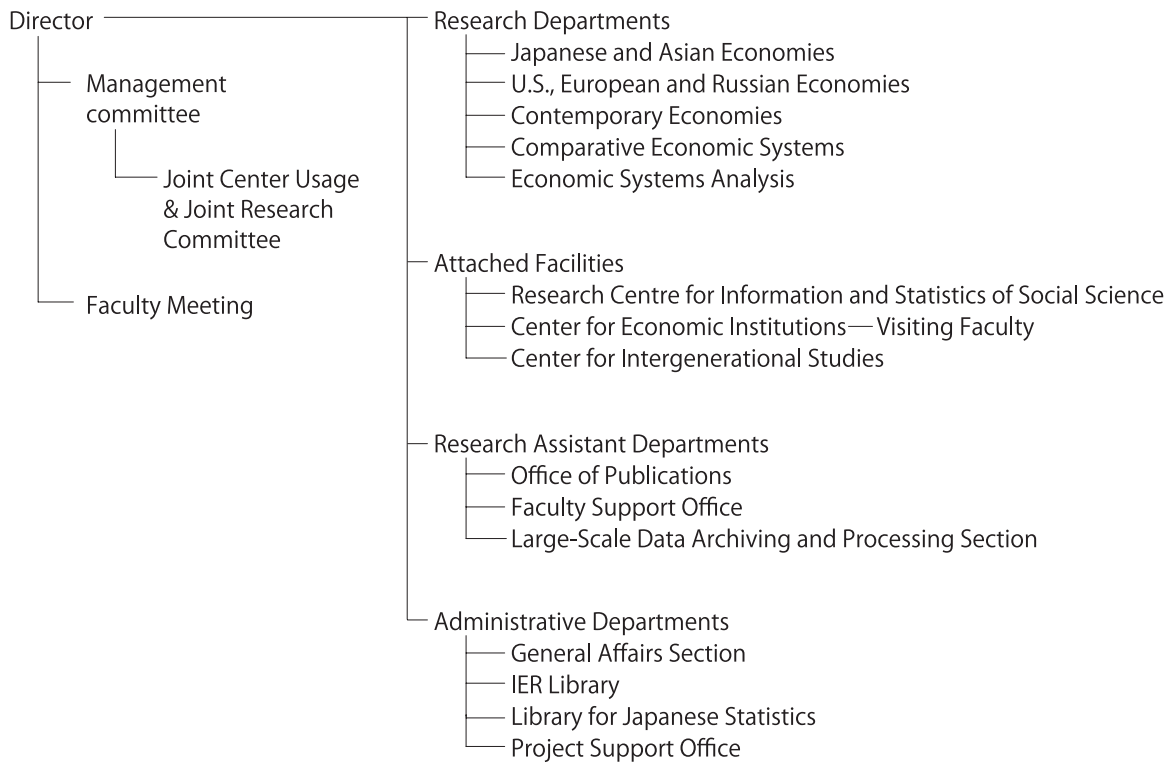 Director
Management
committee
Joint Center Usage
& Joint Research
Committee
Faculty Meeting
Research Departments
Japanese and Asian Economies
U.S., European and Russian Economies
Contemporary Economies
Comparative Economic Systems
Economic Systems Analysis
Attached Facilities
Research Centre for Information and Statistics of Social Science
Center for Economic Institutions — Visiting Faculty
Center for Intergenerational Studies
Research Assistant Departments
Office of Publications
Faculty Support Office
Large-Scale Data Archiving and Processing Section
Administrative Departments
General Affairs Section
IER Library
Library for Japanese Statistics
Project Support Office